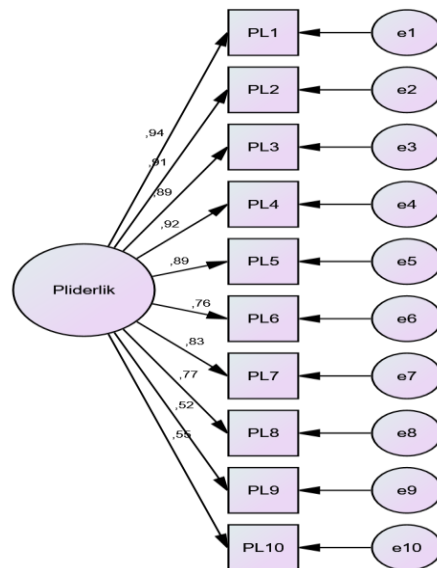 PL1
e1
PL2
e2
,94
PL3
e3
,91
,89
PL4
e4
,92
PL5
e5
,89
Pliderlik
,76
PL6
e6
,83
PL7
e7
,77
,52
PL8
e8
,55
PL9
e9
PL10
e10